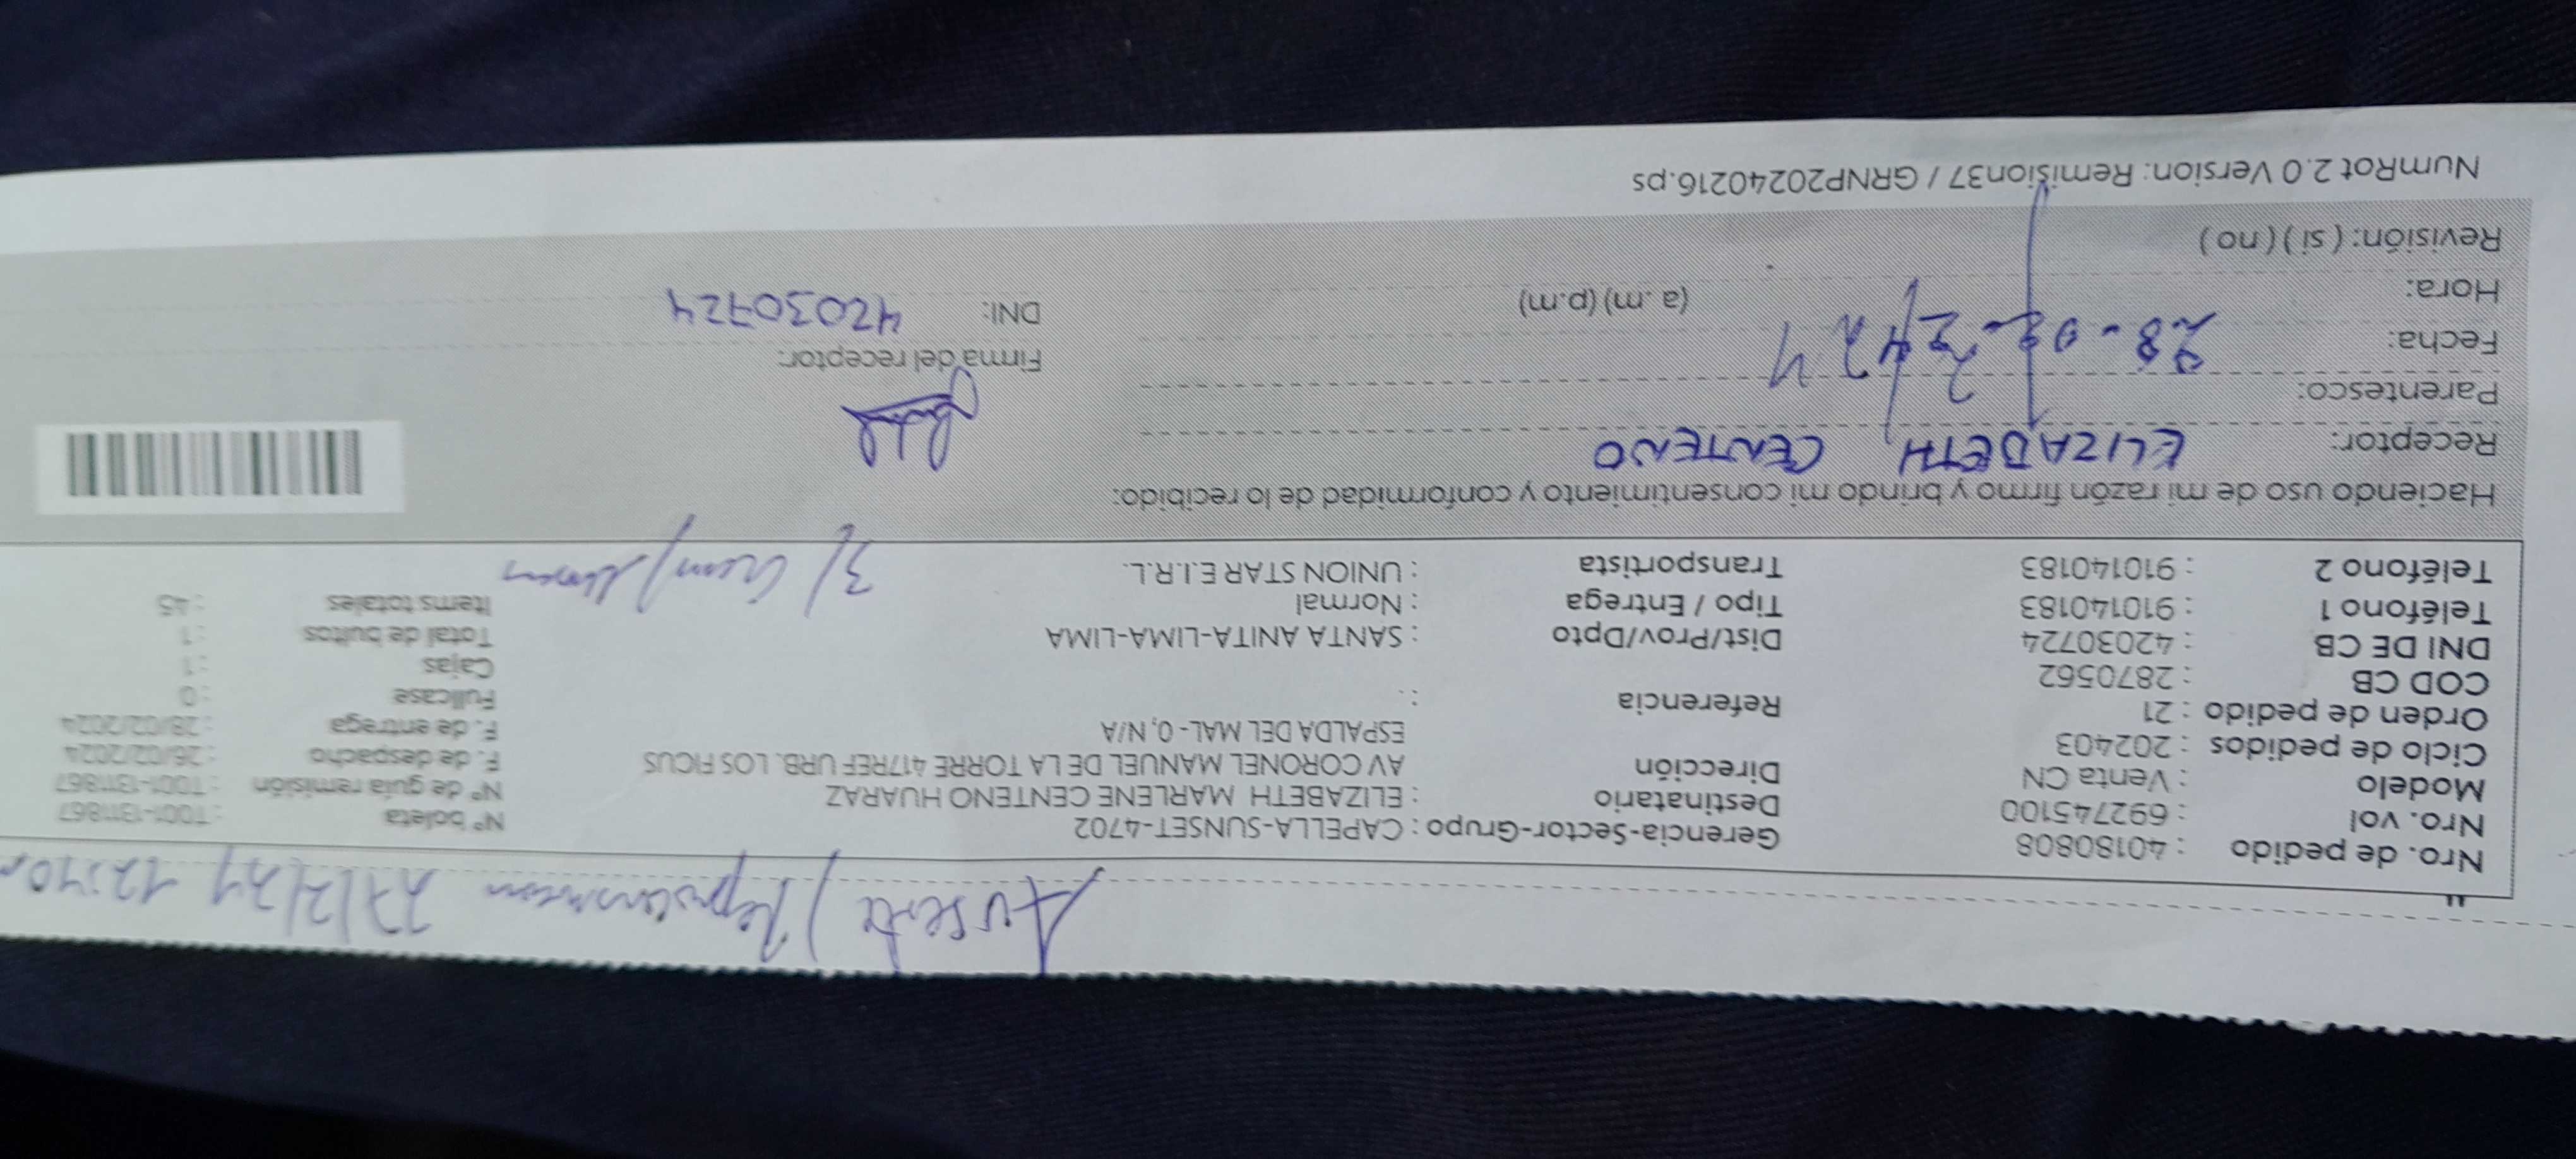 Ausente / 27/2/24 12:40
Nro. de pedido : 40180808
Nro. vol : 692745100
Modelo : Venta CN
Ciclo de pedidos : 202403
Orden de pedido : 21
COD CB : 2870562
DNI DE CB : 42030724
Teléfono 1 : 910140183
Teléfono 2 : 910140183
Gerencia-Sector-Grupo : CAPELLA-SUNSET-4702
Destinatario : ELIZABETH MARLENE CENTENO HUARAZ
Dirección AV CORONEL MANUEL DE LA TORRE 417REF URB. LOS FICUS
ESPALDA DEL MAL- 0, N/A
Referencia : .
Dist/Prov/Dpto : SANTA ANITA-LIMA-LIMA
Tipo / Entrega : Normal
Transportista : UNION STAR E.I.R.L.
N° boleta : T001-1311867
N° de guía remisión : T001-1311867
F. de despacho : 26/02/2024
F. de entrega : 28/02/2024
Fullcase : 0
Cajas : 1
Total de bultos : 1
Items totales : 45
Haciendo uso de mi razón firmo y brindo mi consentimiento y conformidad de lo recibido:
Receptor: ELIZABETH CENTENO
Parentesco:
Fecha:
Hora: (a .m) (p.m)
Revisión: ( si ) ( no )
Firma del receptor:
DNI: 42030724
NumRot 2.0 Version: Remision37 / GRNP20240216.ps